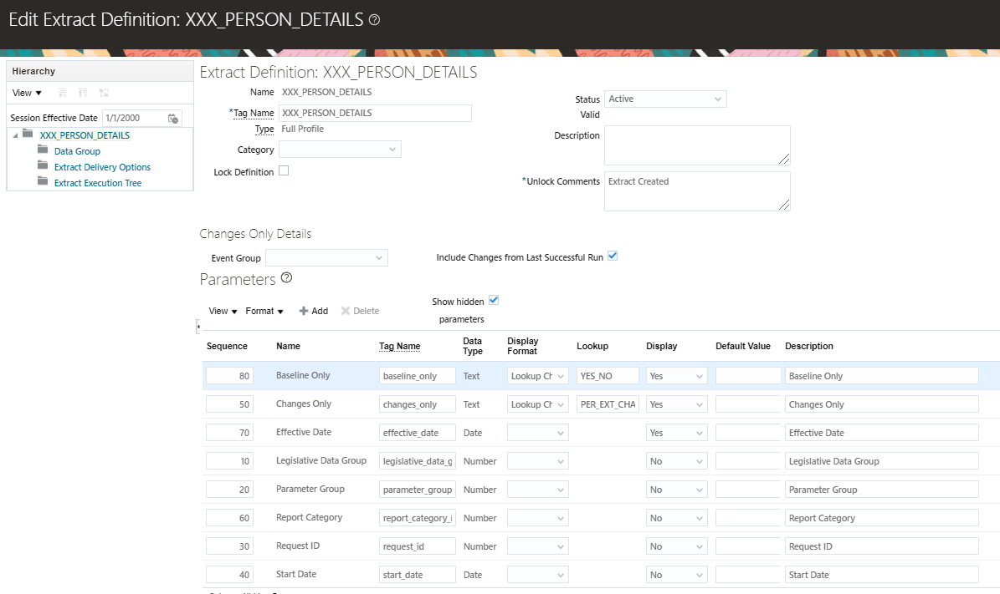 Edit Extract Definition: XXX_PERSON_DETAILS
Hierarchy
View
Session Effective Date 1/1/2000
XXX_PERSON_DETAILS
Data Group
Extract Delivery Options
Extract Execution Tree
Extract Definition: XXX_PERSON_DETAILS
Name XXX_PERSON_DETAILS
*Tag Name XXX_PERSON_DETAILS
Type Full Profile
Category
Lock Definition
Status Active
Valid
Description
*Unlock Comments Extract Created
Changes Only Details
Event Group
Include Changes from Last Successful Run
Parameters
View Format Add Delete
Show hidden
parameters
Sequence Name Tag Name Data Type Display Format Lookup Display Default Value Description
80 Baseline Only baseline_only Text Lookup Ch YES_NO Yes Baseline Only
50 Changes Only changes_only Text Lookup Ch PER_EXT_CHA Yes Changes Only
70 Effective Date effective_date Date Yes Effective Date
10 Legislative Data Group legislative_data_g Number No Legislative Data Group
20 Parameter Group parameter_group Number No Parameter Group
60 Report Category report_category_i Number No Report Category
30 Request ID request_id Number No Request ID
40 Start Date start_date Date No Start Date